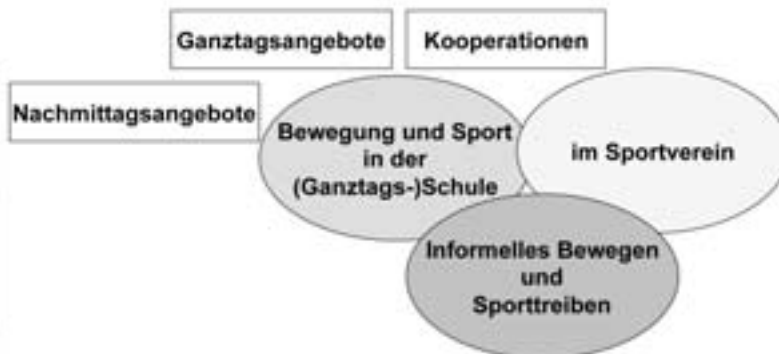 Ganztagsangebote
Kooperationen
Nachmittagsangebote
Bewegung und Sport
in der
(Ganztags-)Schule
im Sportverein
Informelles Bewegen
und
Sporttreiben